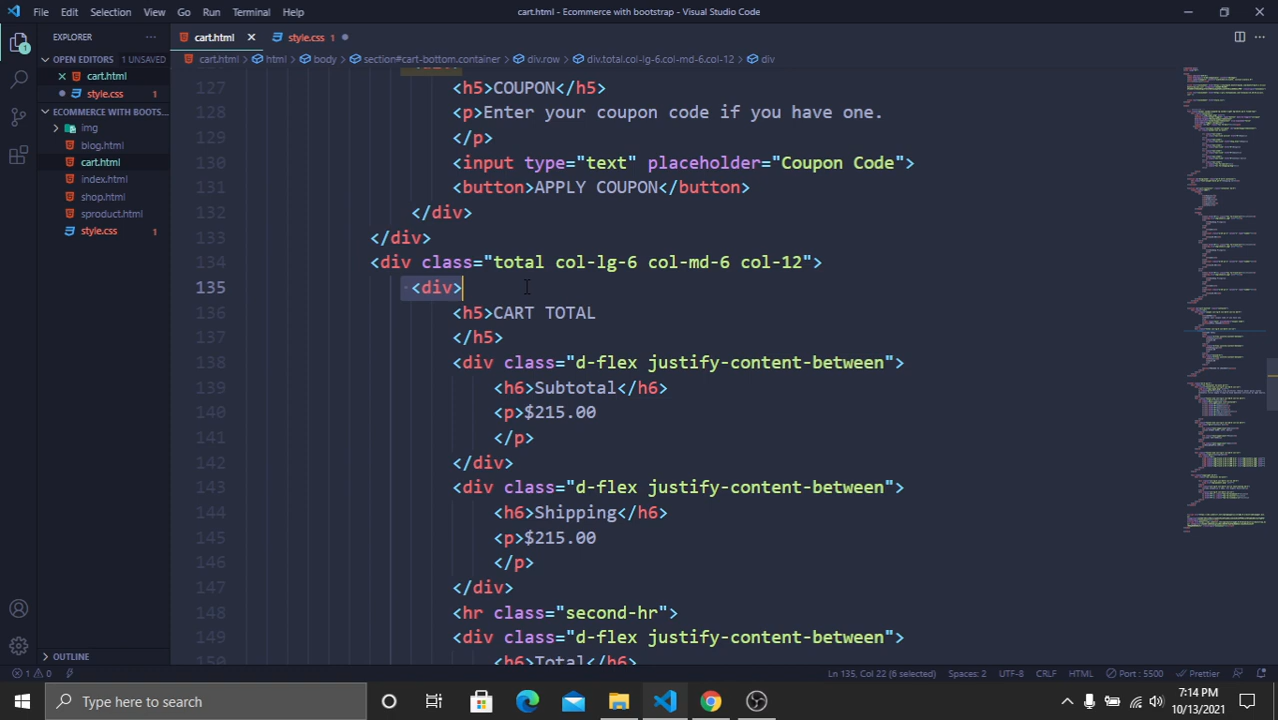 File Edit Selection View Go Run Terminal Help
cart.html - Ecommerce with bootstrap - Visual Studio Code
EXPLORER
cart.html
style.css 1
OPEN EDITORS 1 UNSAVED
cart.html > html > body > section#cart-bottom.container > div.row > div.total.col-lg-6.col-md-6.col-12 > div
cart.html
style.css 1
ECOMMERCE WITH BOOTS...
img
blog.html
cart.html
index.html
shop.html
sproduct.html
style.css 1
127 <h5>COUPON</h5>
128 <p>Enter your coupon code if you have one.
129 </p>
130 <input type="text" placeholder="Coupon Code">
131 <button>APPLY COUPON</button>
132 </div>
133 </div>
134 <div class="total col-lg-6 col-md-6 col-12">
135 <div>
136 <h5>CART TOTAL
137 </h5>
138 <div class="d-flex justify-content-between">
139 <h6>Subtotal</h6>
140 <p>$215.00
141 </p>
142 </div>
143 <div class="d-flex justify-content-between">
144 <h6>Shipping</h6>
145 <p>$215.00
146 </p>
147 </div>
148 <hr class="second-hr">
149 <div class="d-flex justify-content-between">
150 <h6>Total</h6>
OUTLINE
1 0
Ln 135, Col 22 (6 selected) Spaces: 2 UTF-8 CRLF HTML Port : 5500 Prettier
Type here to search
7:14 PM
10/13/2021